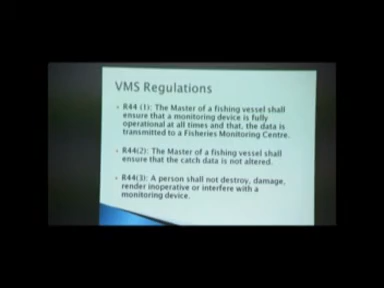 VMS Regulations
R44 (1): The Master of a fishing vessel shall
ensure that a monitoring device is fully
operational at all times and that, the data is
transmitted to a Fisheries Monitoring Centre.
R44(2): The Master of a fishing vessel shall
ensure that the catch data is not altered.
R44(3): A person shall not destroy, damage,
render inoperative or interfere with a
monitoring device.